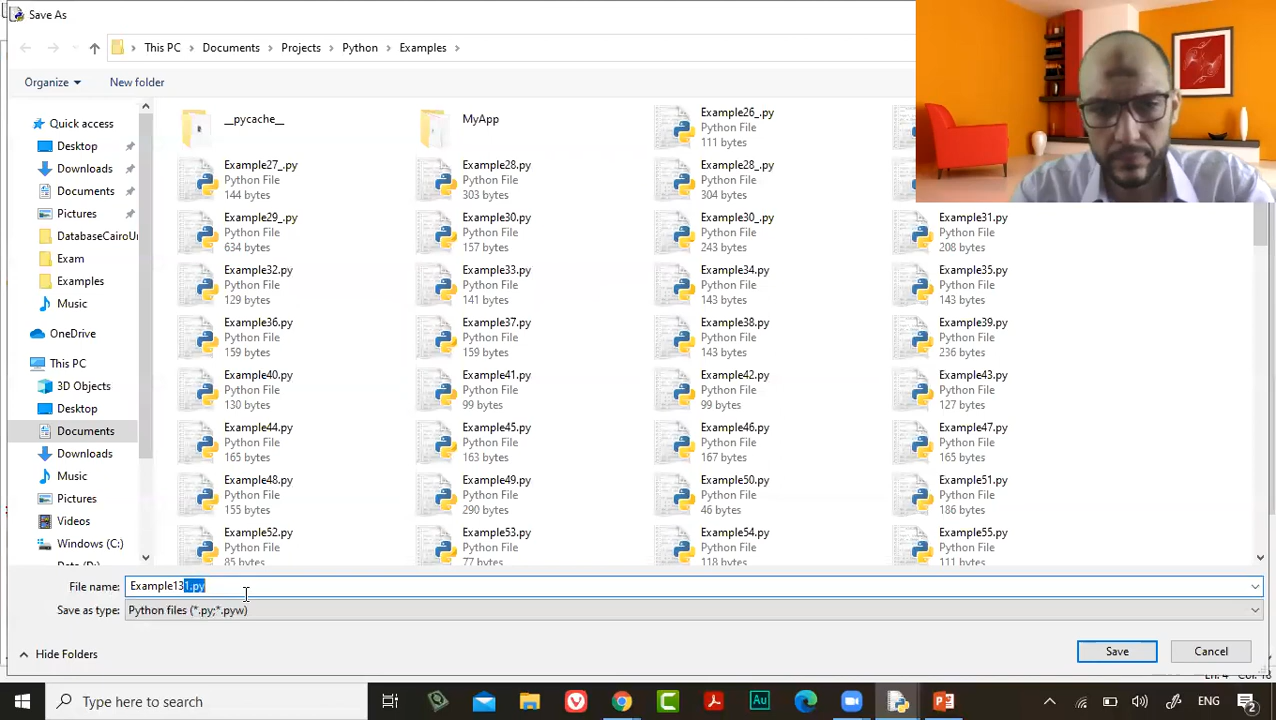 Save As
This PC
Documents
Projects
Python
Examples
Organize
New folder
Quick access
Desktop
Downloads
Documents
Pictures
Exam
Examples
Music
OneDrive
This PC
3D Objects
Desktop
Documents
Downloads
Music
Pictures
Videos
Windows (C:)
__pycache__
MyApp
Example26_.py
Python File
111 bytes
Example27_.py
Python File
144 bytes
Example28.py
Python File
303 bytes
Example28_.py
Python File
304 bytes
Example29_.py
Python File
634 bytes
Example30.py
Python File
157 bytes
Example30_.py
Python File
243 bytes
Example31.py
Python File
208 bytes
Example32.py
Python File
129 bytes
Example33.py
Python File
141 bytes
Example34.py
Python File
143 bytes
Example35.py
Python File
143 bytes
Example36.py
Python File
159 bytes
Example37.py
Python File
159 bytes
Example38.py
Python File
143 bytes
Example39.py
Python File
236 bytes
Example40.py
Python File
130 bytes
Example41.py
Python File
99 bytes
Example42.py
Python File
99 bytes
Example43.py
Python File
127 bytes
Example44.py
Python File
165 bytes
Example45.py
Python File
163 bytes
Example46.py
Python File
167 bytes
Example47.py
Python File
165 bytes
Example48.py
Python File
155 bytes
Example49.py
Python File
290 bytes
Example50.py
Python File
46 bytes
Example51.py
Python File
186 bytes
Example52.py
Python File
Example53.py
Python File
Example54.py
Python File
Example55.py
Python File
File name:
Save as type: Python files (*.py;*.pyw)
Hide Folders
Save
Cancel
Type here to search
Au
ENG
2